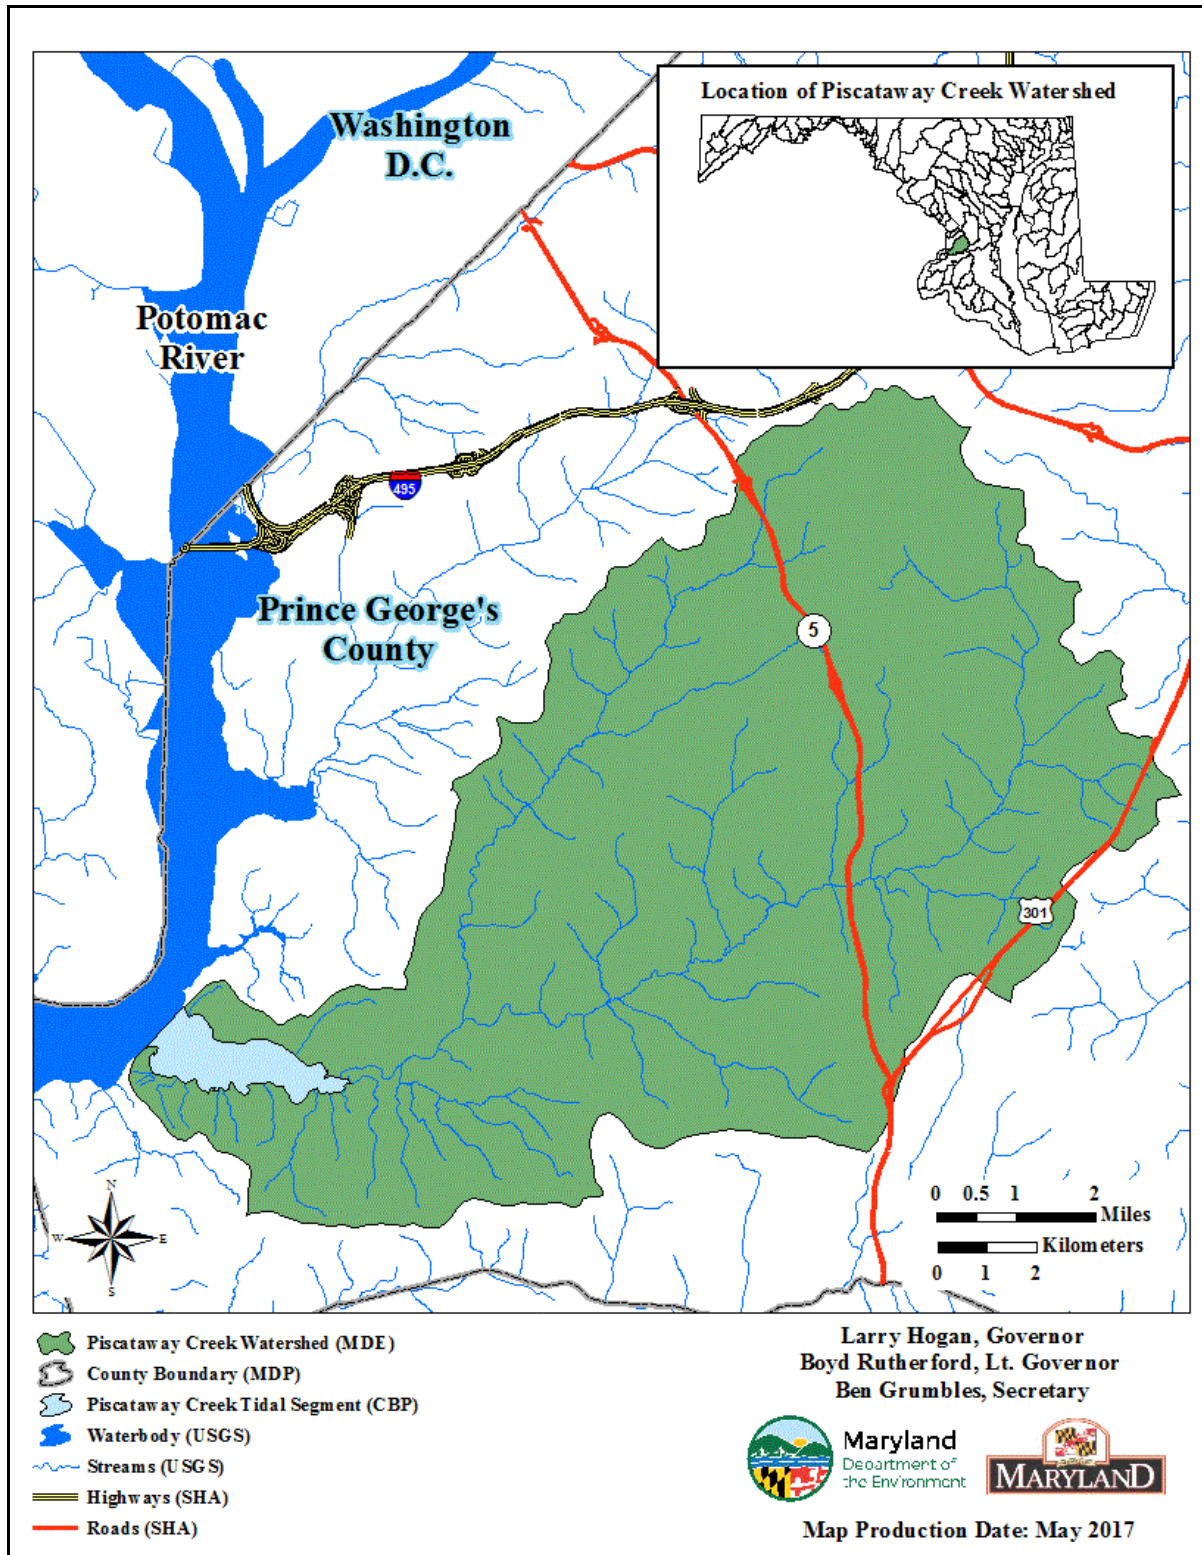 Location of Piscataway Creek Watershed
Washington
D.C.
Potomac
River
495
Prince George's
County
5
301
N
W
E
S
0 0.5 1 2
Miles
Kilometers
0 1 2
Piscataway Creek Watershed (MDE)
County Boundary (MDP)
Piscataway Creek Tidal Segment (CBP)
Waterbody (USGS)
Streams (USGS)
Highways (SHA)
Roads (SHA)
Larry Hogan, Governor
Boyd Rutherford, Lt. Governor
Ben Grumbles, Secretary
Maryland
Department of
the Environment
MARYLAND
Map Production Date: May 2017